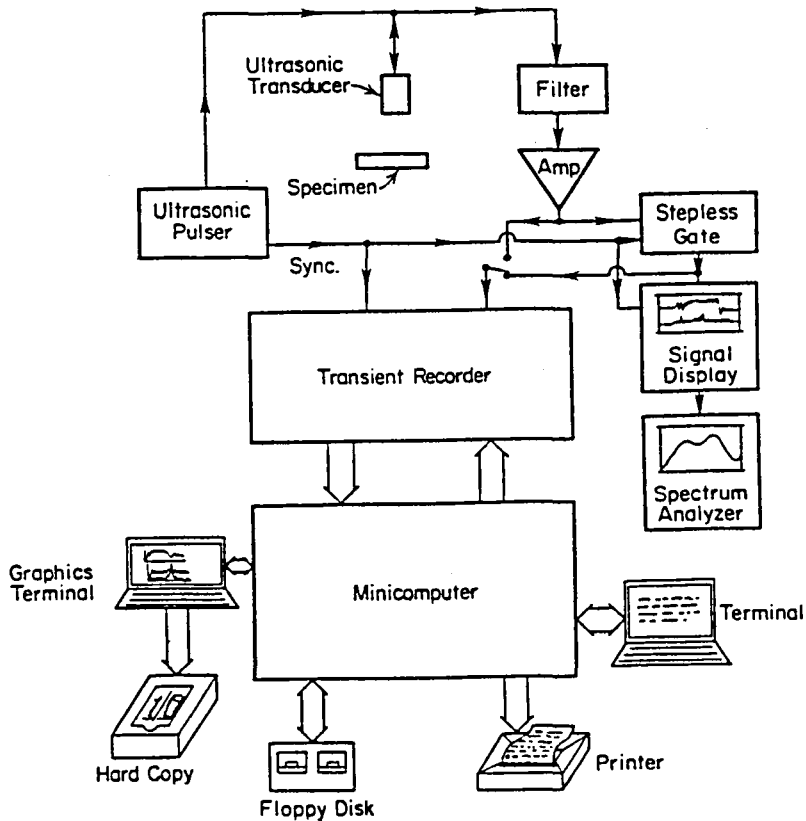 Ultrasonic
Transducer
Filter
Amp
Specimen
Ultrasonic
Pulser
Stepless
Gate
Sync.
Signal
Display
Transient Recorder
Spectrum
Analyzer
Graphics
Terminal
Minicomputer
Terminal
Hard Copy
Floppy Disk
Printer